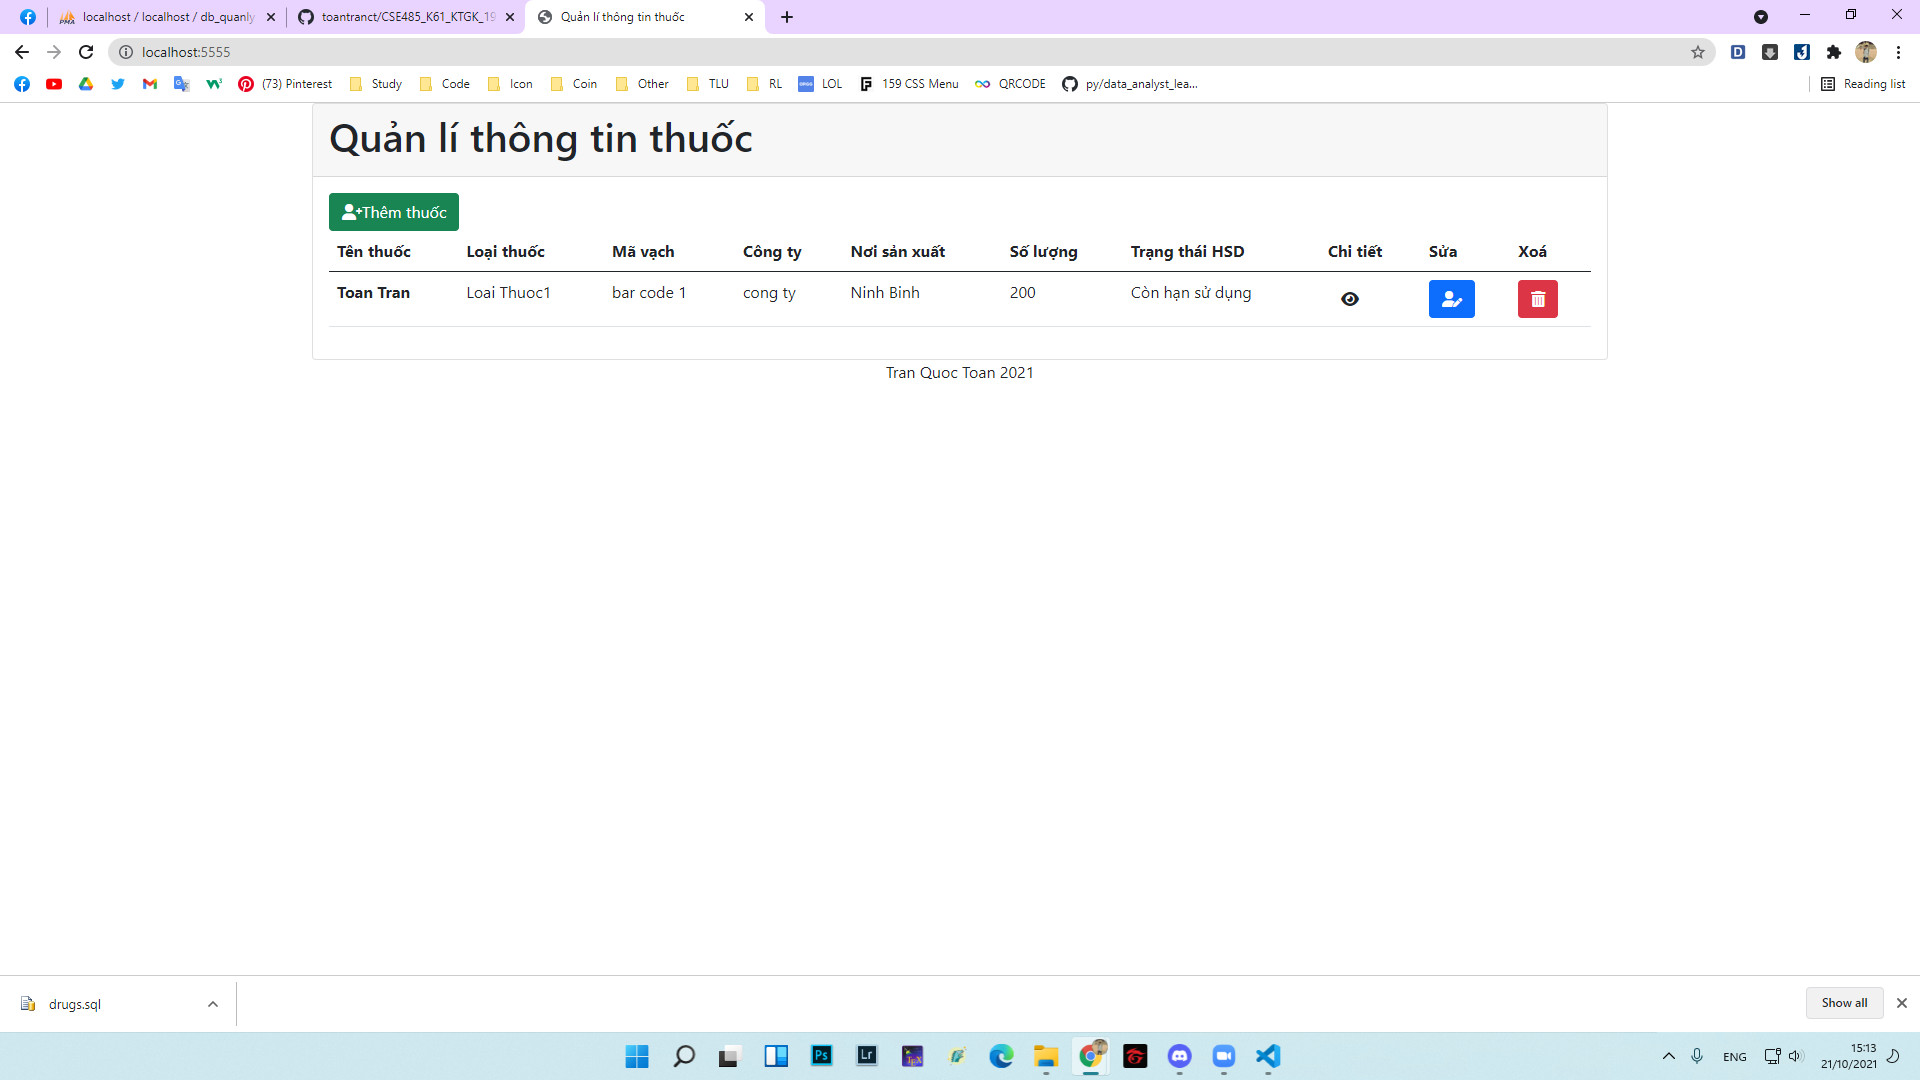 localhost / localhost / db_quanly
toantranct/CSE485_K61_KTGK_19
Quản lí thông tin thuốc
localhost:5555
(73) Pinterest
Study
Code
Icon
Coin
Other
TLU
RL
LOL
159 CSS Menu
QRCODE
py/data_analyst_lea...
Reading list
Quản lí thông tin thuốc
Thêm thuốc
Tên thuốc Loại thuốc Mã vạch Công ty Nơi sản xuất Số lượng Trạng thái HSD Chi tiết Sửa Xoá
Toan Tran Loai Thuoc1 bar code 1 cong ty Ninh Binh 200 Còn hạn sử dụng
Tran Quoc Toan 2021
drugs.sql
Show all
Ps
Lr
ENG
15:13
21/10/2021